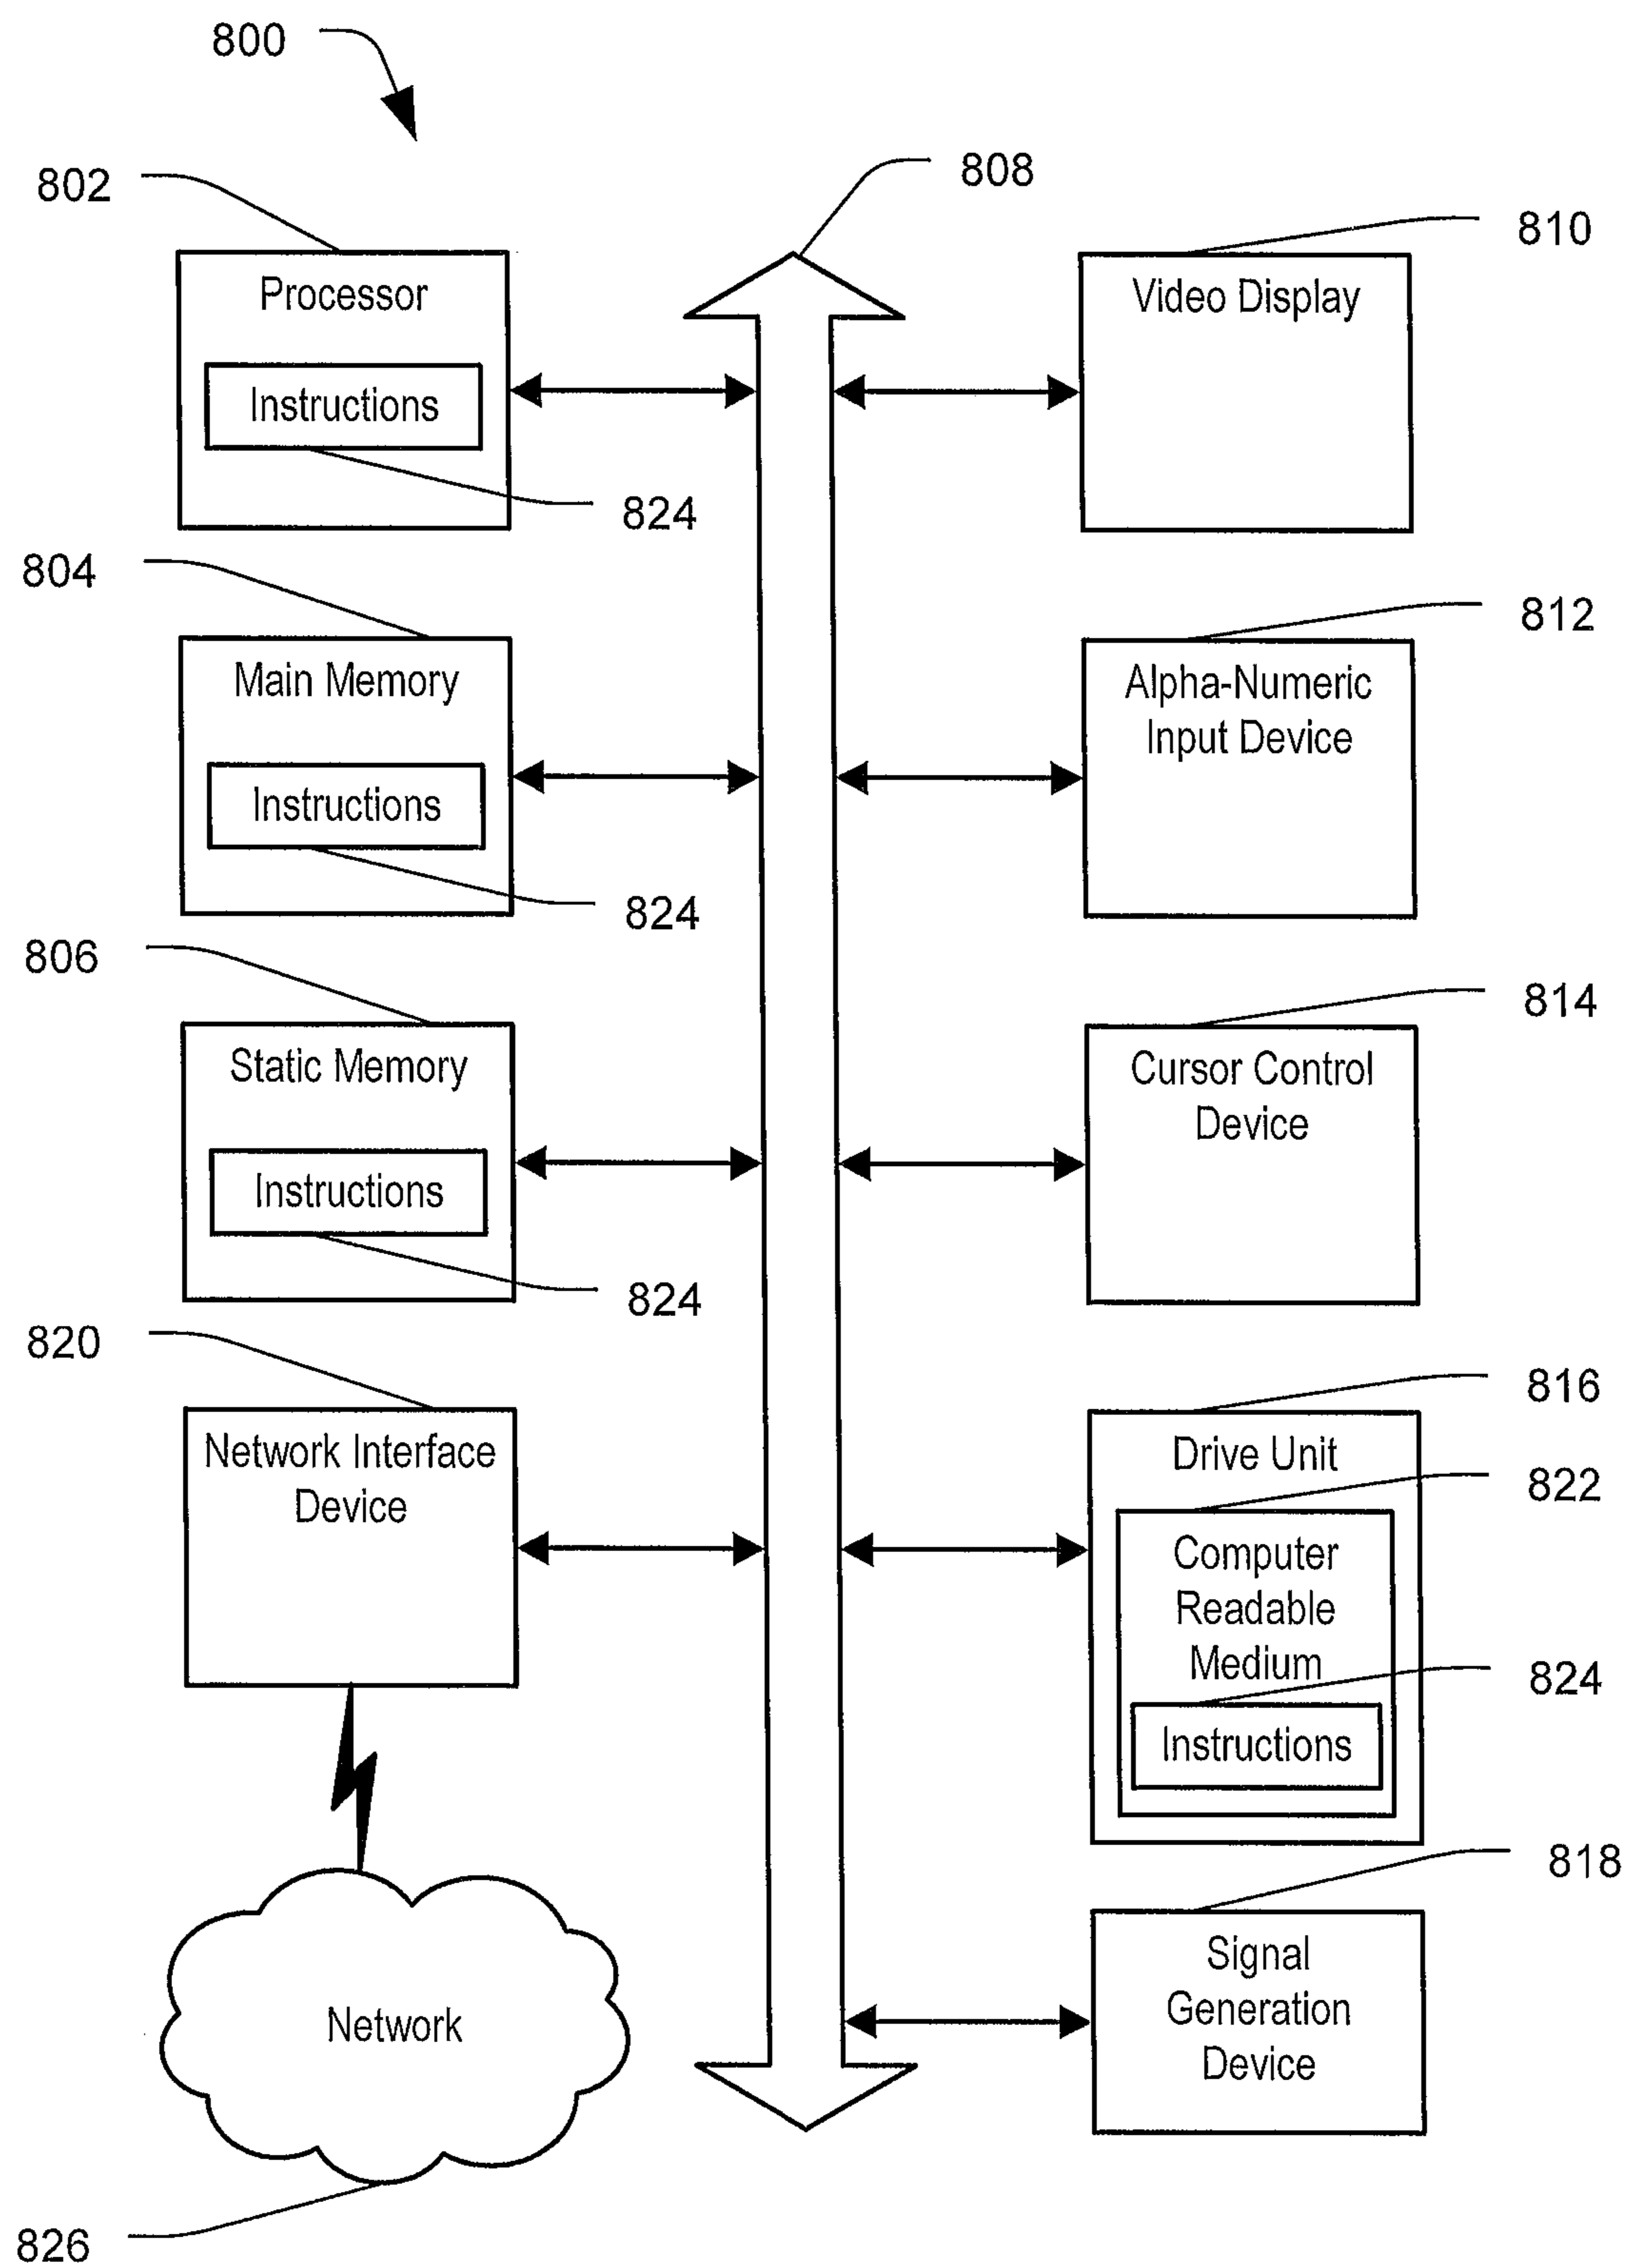 800
808
802
810
Processor
Video Display
Instructions
824
804
812
Main Memory
Alpha-Numeric
Input Device
Instructions
824
806
814
Static Memory
Cursor Control
Device
Instructions
824
820
816
Network Interface
Device
Drive Unit
822
Computer
Readable
Medium
824
Instructions
818
Signal
Generation
Device
Network
826